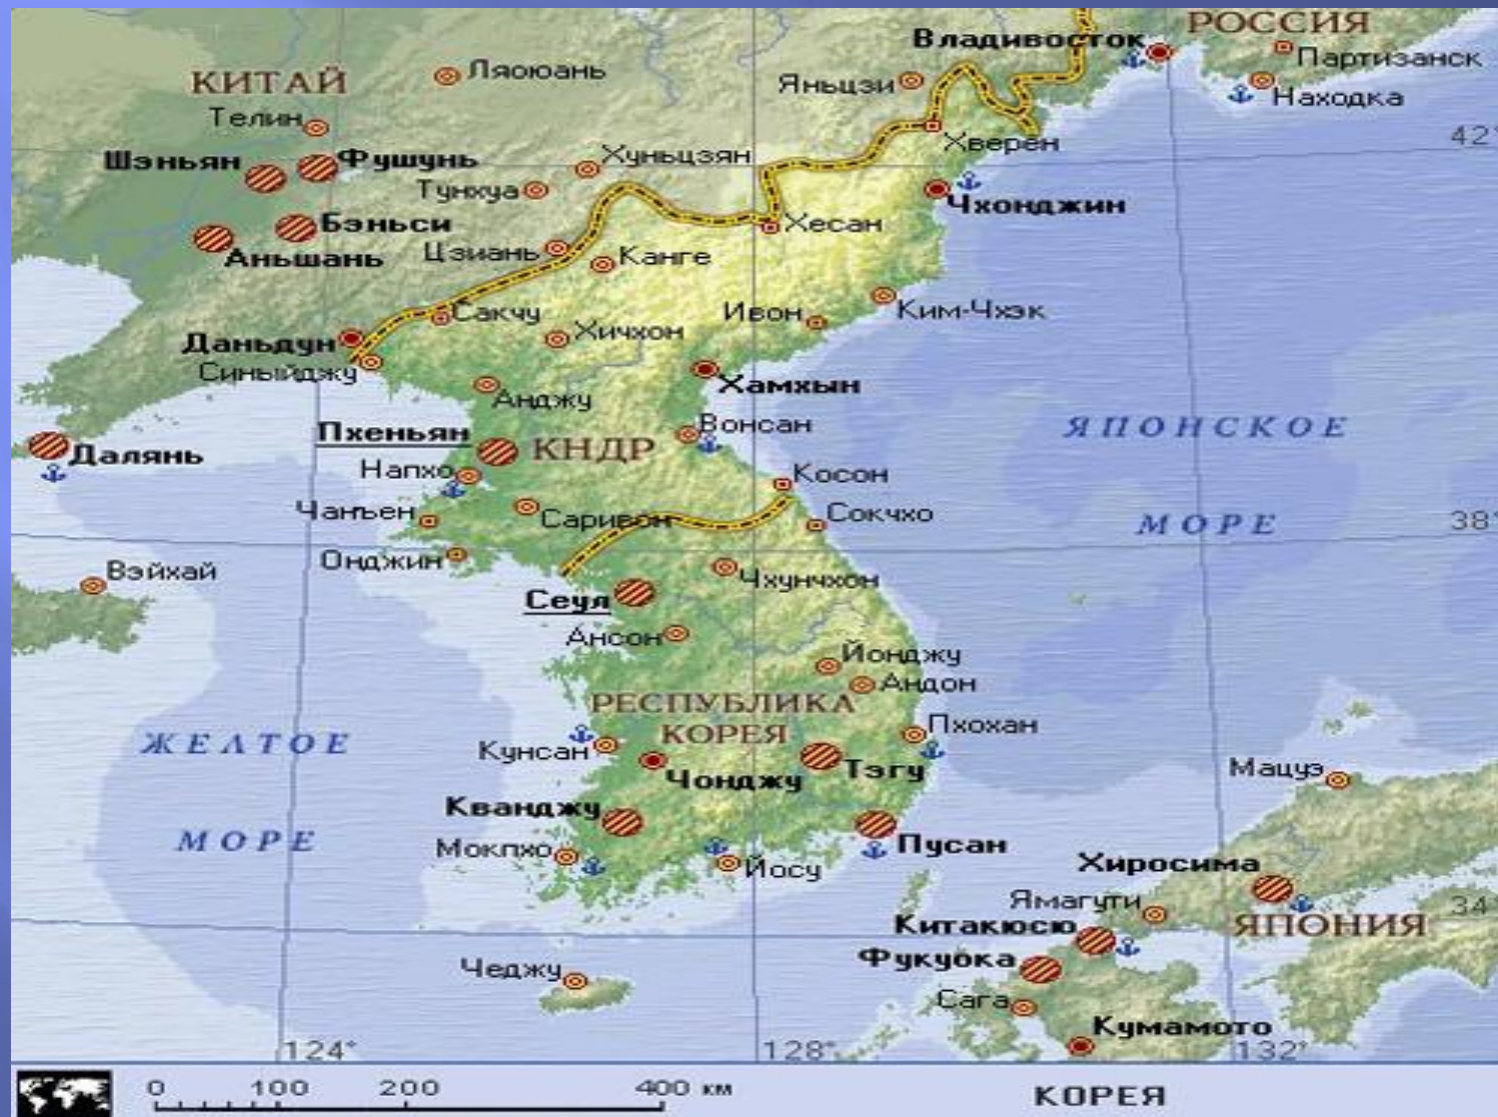 РОССИЯ
Владивосток
Партизанск
КИТАЙ
Ляоюань
Яньцзи
Находка
Телин
42°
Хверен
Шэньян
Фушунь
Хуньцзян
Тунхуа
Чхонджин
Бэньси
Хесан
Аньшань
Цзиань
Канге
Сакчу
Ивон
Ким-Чхэк
Хичхон
Даньдун
Синыйджу
Хамхын
Анджу
Вонсан
ЯПОНСКОЕ
Пхеньян
КНДР
Далянь
Напхо
Косон
Чанъен
Саривон
Сокчхо
МОРЕ
38°
Онджин
Вэйхай
Чхунчхон
Сеул
Ансон
Йонджу
Андон
РЕСПУБЛИКА
КОРЕЯ
Пхохан
ЖЕЛТОЕ
Кунсан
Чонджу
Тэгу
Мацуэ
Кванджу
МОРЕ
Мокпхо
Йосу
Пусан
Хиросима
Ямагути
34°
Китакюсю
ЯПОНИЯ
Фукуока
Чеджу
Сага
Кумамото
124°
128°
132°
0 100 200 400 км
КОРЕЯ